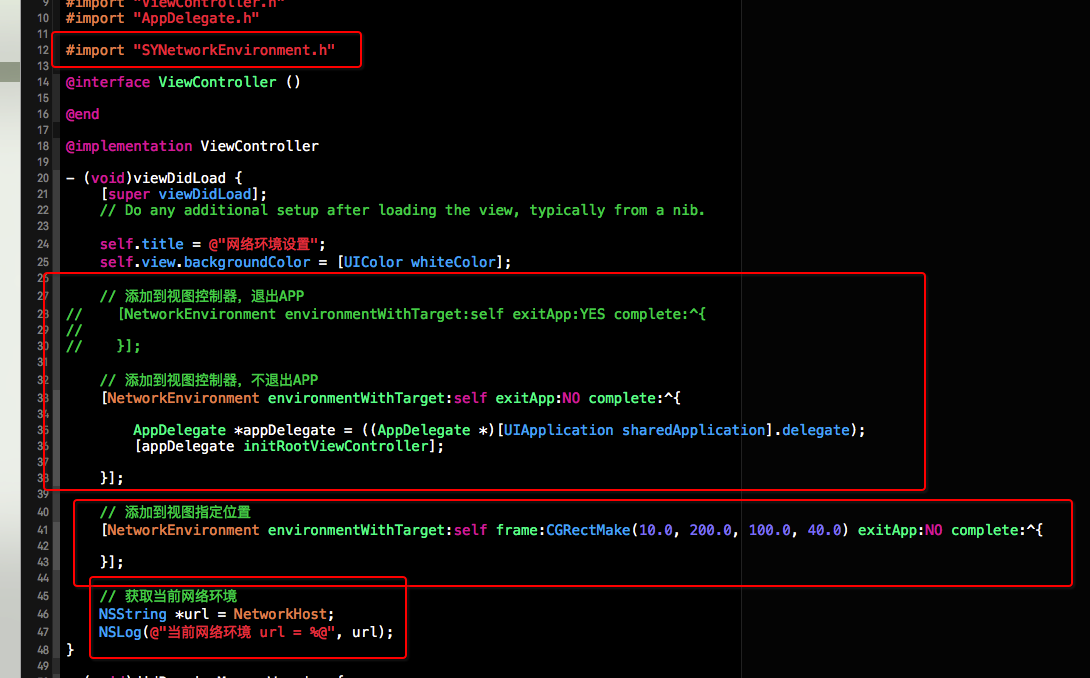 9 #import "ViewController.h"
10 #import "AppDelegate.h"
11
12 #import "SYNetworkEnvironment.h"
13
14 @interface ViewController ()
15
16 @end
17
18 @implementation ViewController
19
20 - (void)viewDidLoad {
21 [super viewDidLoad];
22 // Do any additional setup after loading the view, typically from a nib.
23
24 self.title = @"网络环境设置";
25 self.view.backgroundColor = [UIColor whiteColor];
26
27 // 添加到视图控制器，退出APP
28 // [NetworkEnvironment environmentWithTarget:self exitApp:YES complete:^{
29 //
30 // }];
31
32 // 添加到视图控制器，不退出APP
33 [NetworkEnvironment environmentWithTarget:self exitApp:NO complete:^{
34
35 AppDelegate *appDelegate = ((AppDelegate *)[UIApplication sharedApplication].delegate);
36 [appDelegate initRootViewController];
37
38 }];
39
40 // 添加到视图指定位置
41 [NetworkEnvironment environmentWithTarget:self frame:CGRectMake(10.0, 200.0, 100.0, 40.0) exitApp:NO complete:^{
42
43 }];
44
45 // 获取当前网络环境
46 NSString *url = NetworkHost;
47 NSLog(@"当前网络环境 url = %@", url);
48 }
49